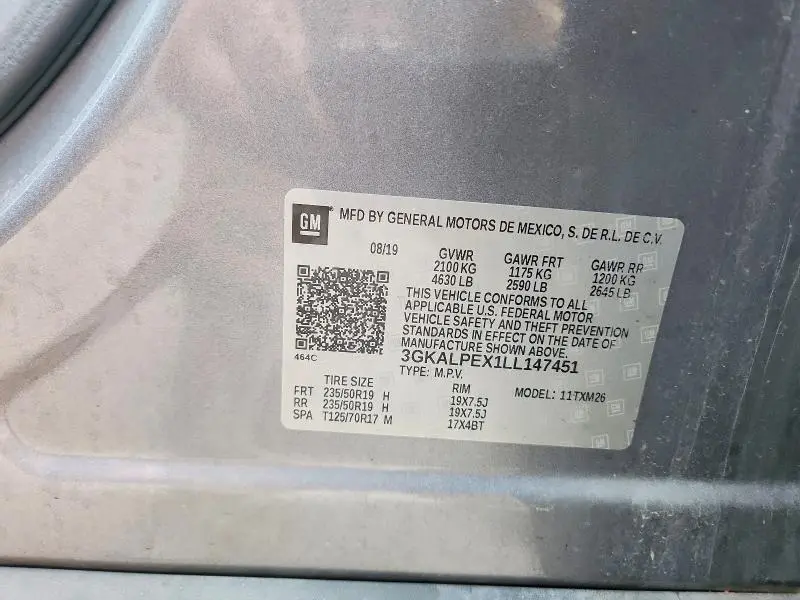 GM ® MFD BY GENERAL MOTORS DE MEXICO, S. DE R.L. DE C.V.
08/19 GVWR GAWR FRT GAWR RR
2100 KG 1175 KG 1200 KG
4630 LB 2590 LB 2645 LB
THIS VEHICLE CONFORMS TO ALL
APPLICABLE U.S. FEDERAL MOTOR
VEHICLE SAFETY AND THEFT PREVENTION
STANDARDS IN EFFECT ON THE DATE OF
MANUFACTURE SHOWN ABOVE.
464C
3GKALPEX1LL147451
TYPE: M.P.V.
TIRE SIZE RIM MODEL: 11TXM26
FRT 235/50R19 H 19X7.5J
RR 235/50R19 H 19X7.5J
SPA T125/70R17 M 17X4BT